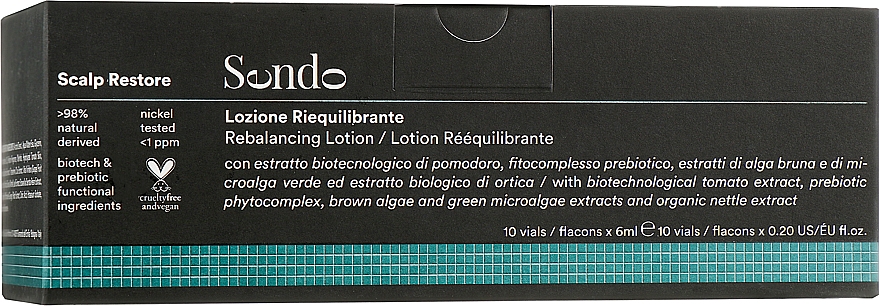 Scalp Restore
Sendo
>98%
natural
derived
nickel
tested
<1 ppm
biotech &
prebiotic
functional
ingredients
crueltyfree
andvegan
Lozione Riequilibrante
Rebalancing Lotion / Lotion Rééquilibrante
con estratto biotecnologico di pomodoro, fitocomplesso prebiotico, estratti di alga bruna e di mi-
croalga verde ed estratto biologico di ortica / with biotechnological tomato extract, prebiotic
phytocomplex, brown algae and green microalgae extracts and organic nettle extract
10 vials / flacons x 6ml ℮ 10 vials / flacons x 0.20 US/ÉU fl.oz.